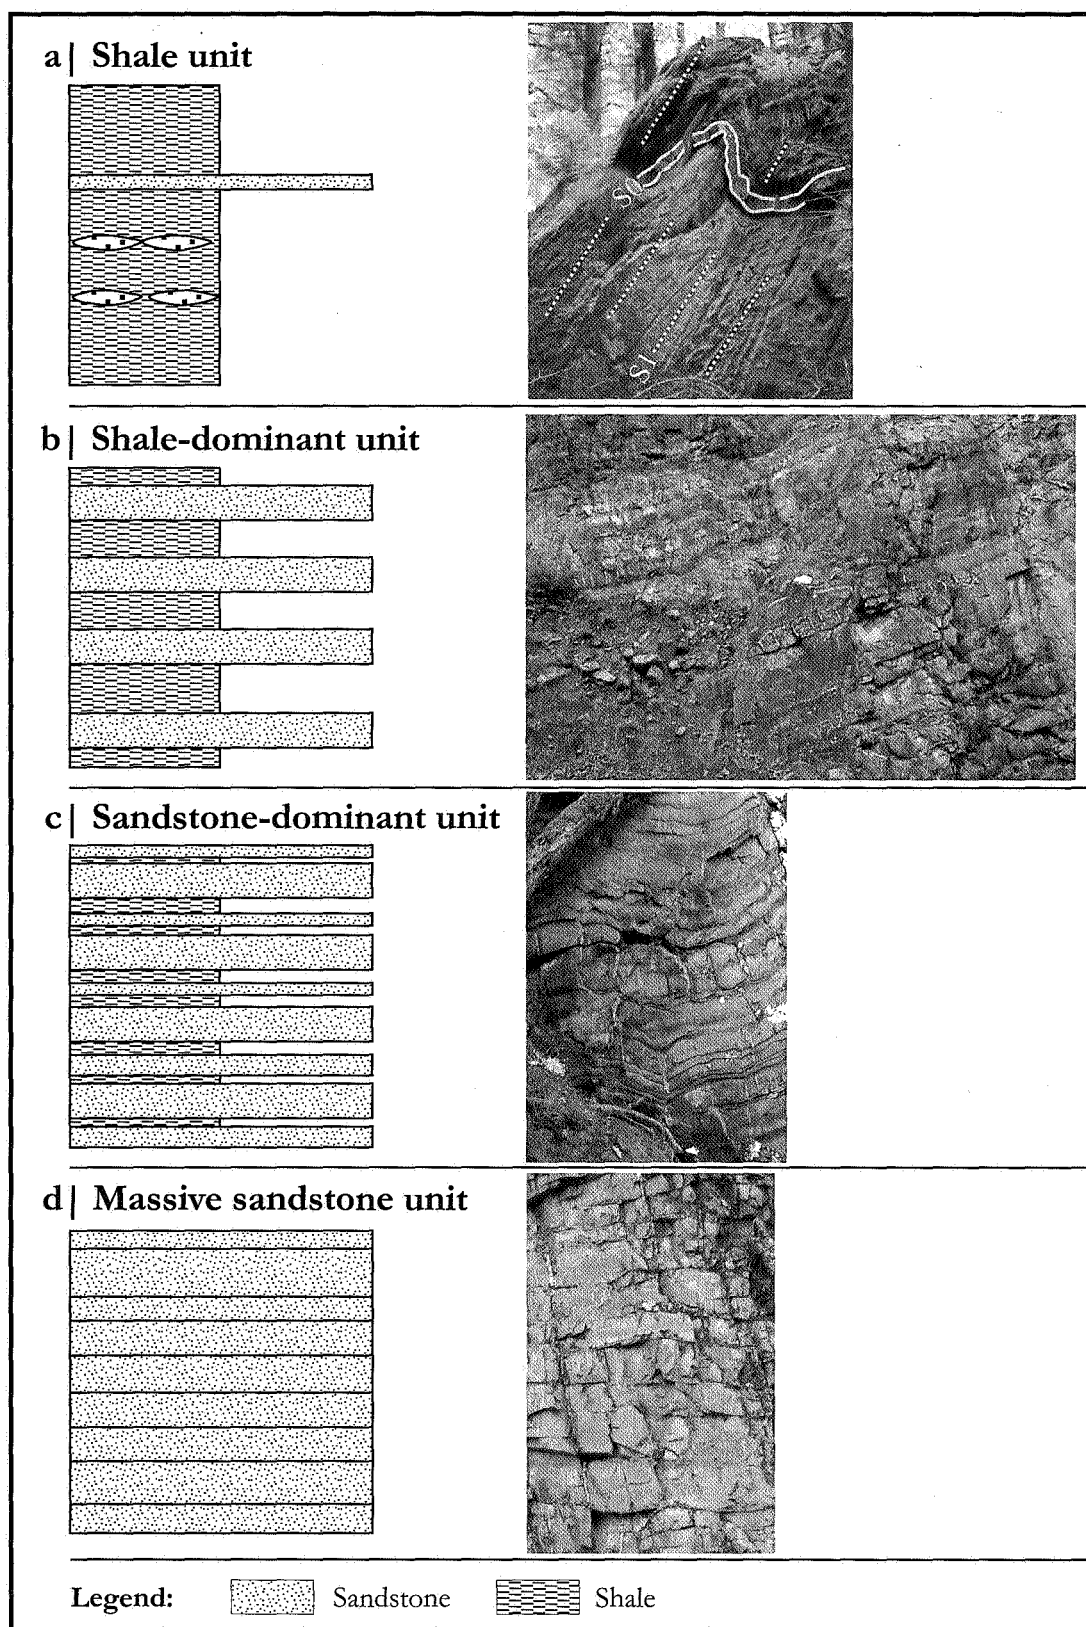 a| Shale unit
S0
S1
b| Shale-dominant unit
c| Sandstone-dominant unit
d| Massive sandstone unit
Legend: Sandstone Shale